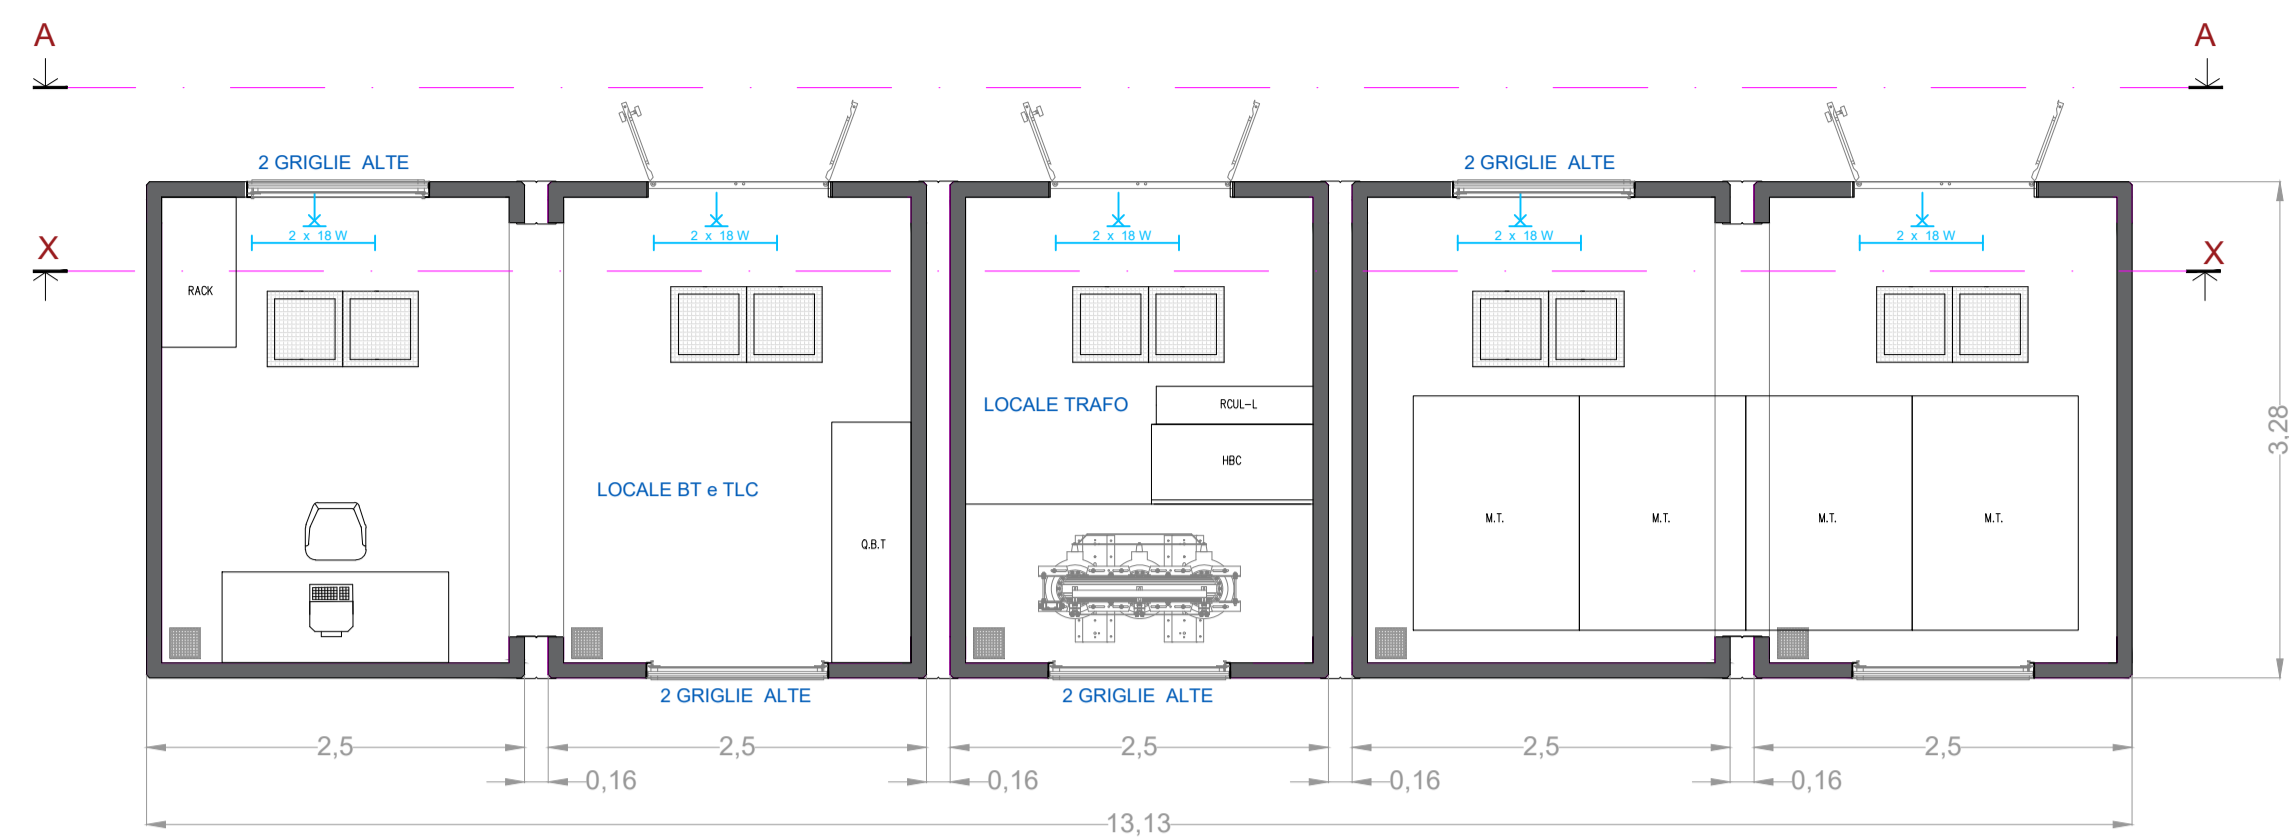 A A
2 GRIGLIE ALTE 2 GRIGLIE ALTE
2 x 18 W 2 x 18 W 2 x 18 W 2 x 18 W 2 x 18 W
X X
RACK
LOCALE TRAFO RCUL-L
3,28
HBC
LOCALE BT e TLC
M.T. M.T. M.T. M.T.
Q.B.T
2 GRIGLIE ALTE 2 GRIGLIE ALTE
2,5 2,5 2,5 2,5 2,5
0,16 0,16 0,16 0,16
13,13